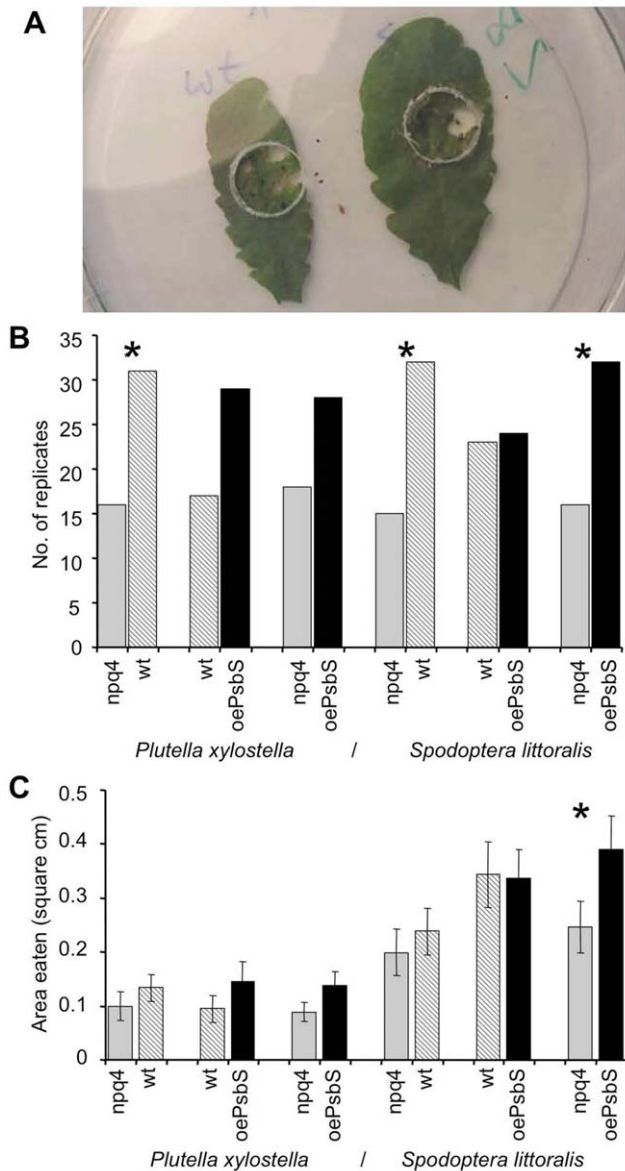 A
wt
B
*
*
*
No. of replicates
35
30
25
20
15
10
5
0
npq4
wt
wt
oePsbS
npq4
oePsbS
npq4
wt
wt
oePsbS
npq4
oePsbS
Plutella xylostella / Spodoptera littoralis
C
*
Area eaten (square cm)
0.5
0.4
0.3
0.2
0.1
0
npq4
wt
wt
oePsbS
npq4
oePsbS
npq4
wt
wt
oePsbS
npq4
oePsbS
Plutella xylostella / Spodoptera littoralis